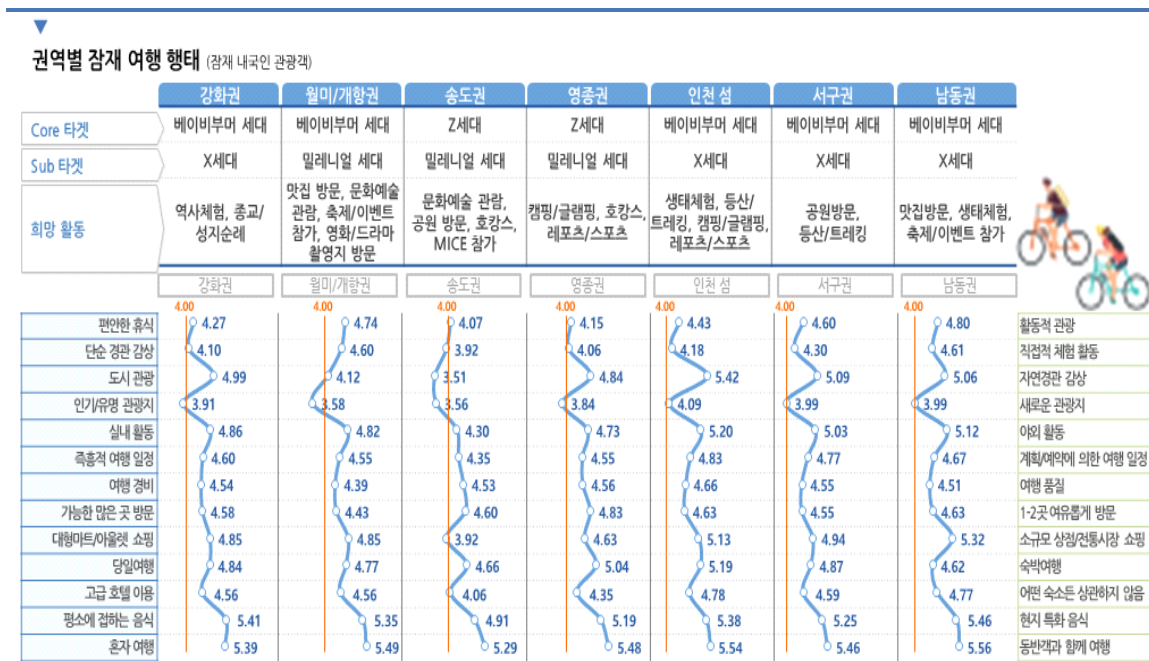 ▼
권역별 잠재 여행 행태 (잠재 내국인 관광객)
강화권 월미/개항권 송도권 영종권 인천 섬 서구권 남동권
Core 타겟 베이비부머 세대 베이비부머 세대 Z세대 Z세대 베이비부머 세대 베이비부머 세대 베이비부머 세대
Sub 타겟 X세대 밀레니얼 세대 밀레니얼 세대 밀레니얼 세대 X세대 X세대 X세대
희망 활동
역사체험, 종교/
성지순례
맛집 방문, 문화예술
관람, 축제/이벤트
참가, 영화/드라마
촬영지 방문
문화예술 관람,
공원 방문, 호캉스,
MICE 참가
캠핑/글램핑, 호캉스,
레포츠/스포츠
생태체험, 등산/
트레킹, 캠핑/글램핑,
레포츠/스포츠
공원방문,
등산/트레킹
맛집방문, 생태체험,
축제/이벤트 참가
강화권 월미/개항권 송도권 영종권 인천 섬 서구권 남동권
4.00 4.00 4.00 4.00 4.00 4.00 4.00
편안한 휴식 4.27 4.74 4.07 4.15 4.43 4.60 4.80 활동적 관광
단순 경관 감상 4.10 4.60 3.92 4.06 4.18 4.30 4.61 직접적 체험 활동
도시 관광 4.99 4.12 3.51 4.84 5.42 5.09 5.06 자연경관 감상
인기/유명 관광지 3.91 3.58 3.56 3.84 4.09 3.99 3.99 새로운 관광지
실내 활동 4.86 4.82 4.30 4.73 5.20 5.03 5.12 야외 활동
즉흥적 여행 일정 4.60 4.55 4.35 4.55 4.83 4.77 4.67 계획/예약에 의한 여행 일정
여행 경비 4.54 4.39 4.53 4.56 4.66 4.55 4.51 여행 품질
가능한 많은 곳 방문 4.58 4.43 4.60 4.83 4.63 4.55 4.63 1-2곳 여유롭게 방문
대형마트/아울렛 쇼핑 4.85 4.85 3.92 4.63 5.13 4.94 5.32 소규모 상점/전통시장 쇼핑
당일여행 4.84 4.77 4.66 5.04 5.19 4.87 4.62 숙박여행
고급 호텔 이용 4.56 4.56 4.06 4.35 4.78 4.59 4.77 어떤 숙소든 상관하지 않음
평소에 접하는 음식 5.41 5.35 4.91 5.19 5.38 5.25 5.46 현지 특화 음식
혼자 여행 5.39 5.49 5.29 5.48 5.54 5.46 5.56 동반객과 함께 여행